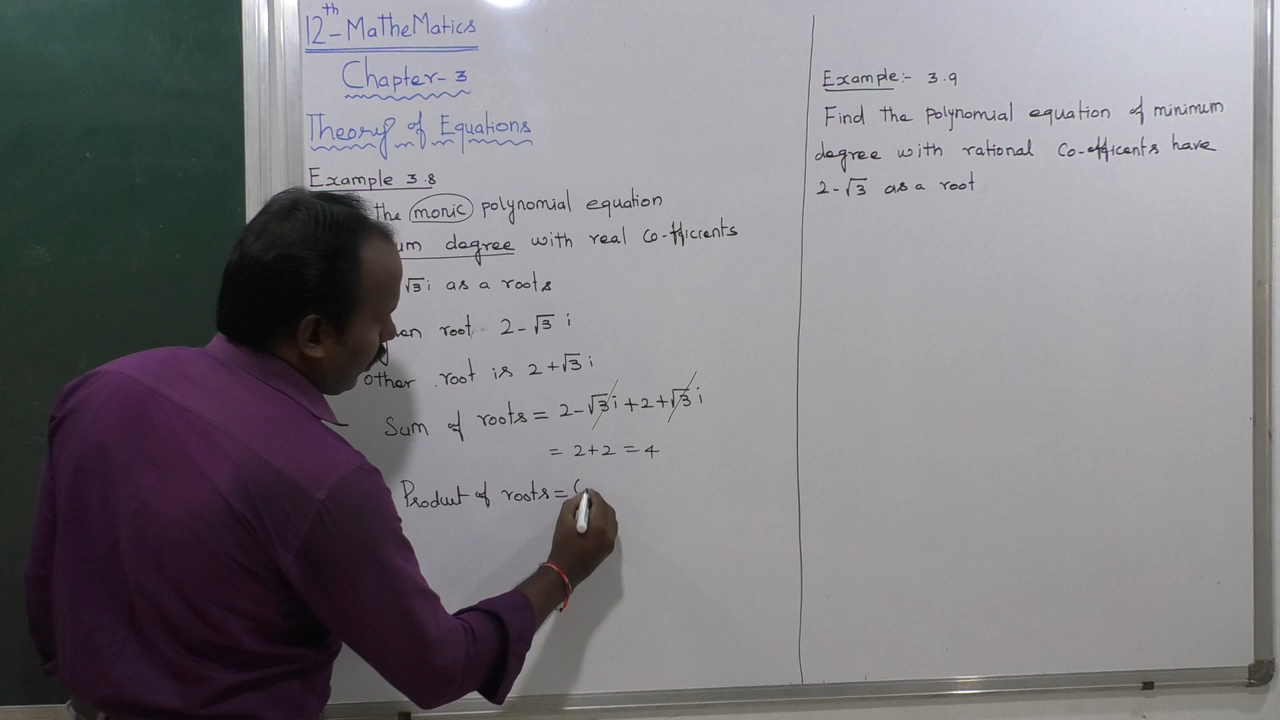 12th - MatheMatics
Chapter - 3
Theory of Equations
Example 3.8
the monic polynomial equation
um degree with real Co-fficients
√3 i as a roots
en root 2-√3 i
other root is 2+√3 i
Sum of roots = 2-√3 i +2+√3 i
= 2+2 = 4
Product of roots = (
Example:- 3.9
Find the polynomial equation of minimum
degree with rational Co-efficents have
2-√3 as a root